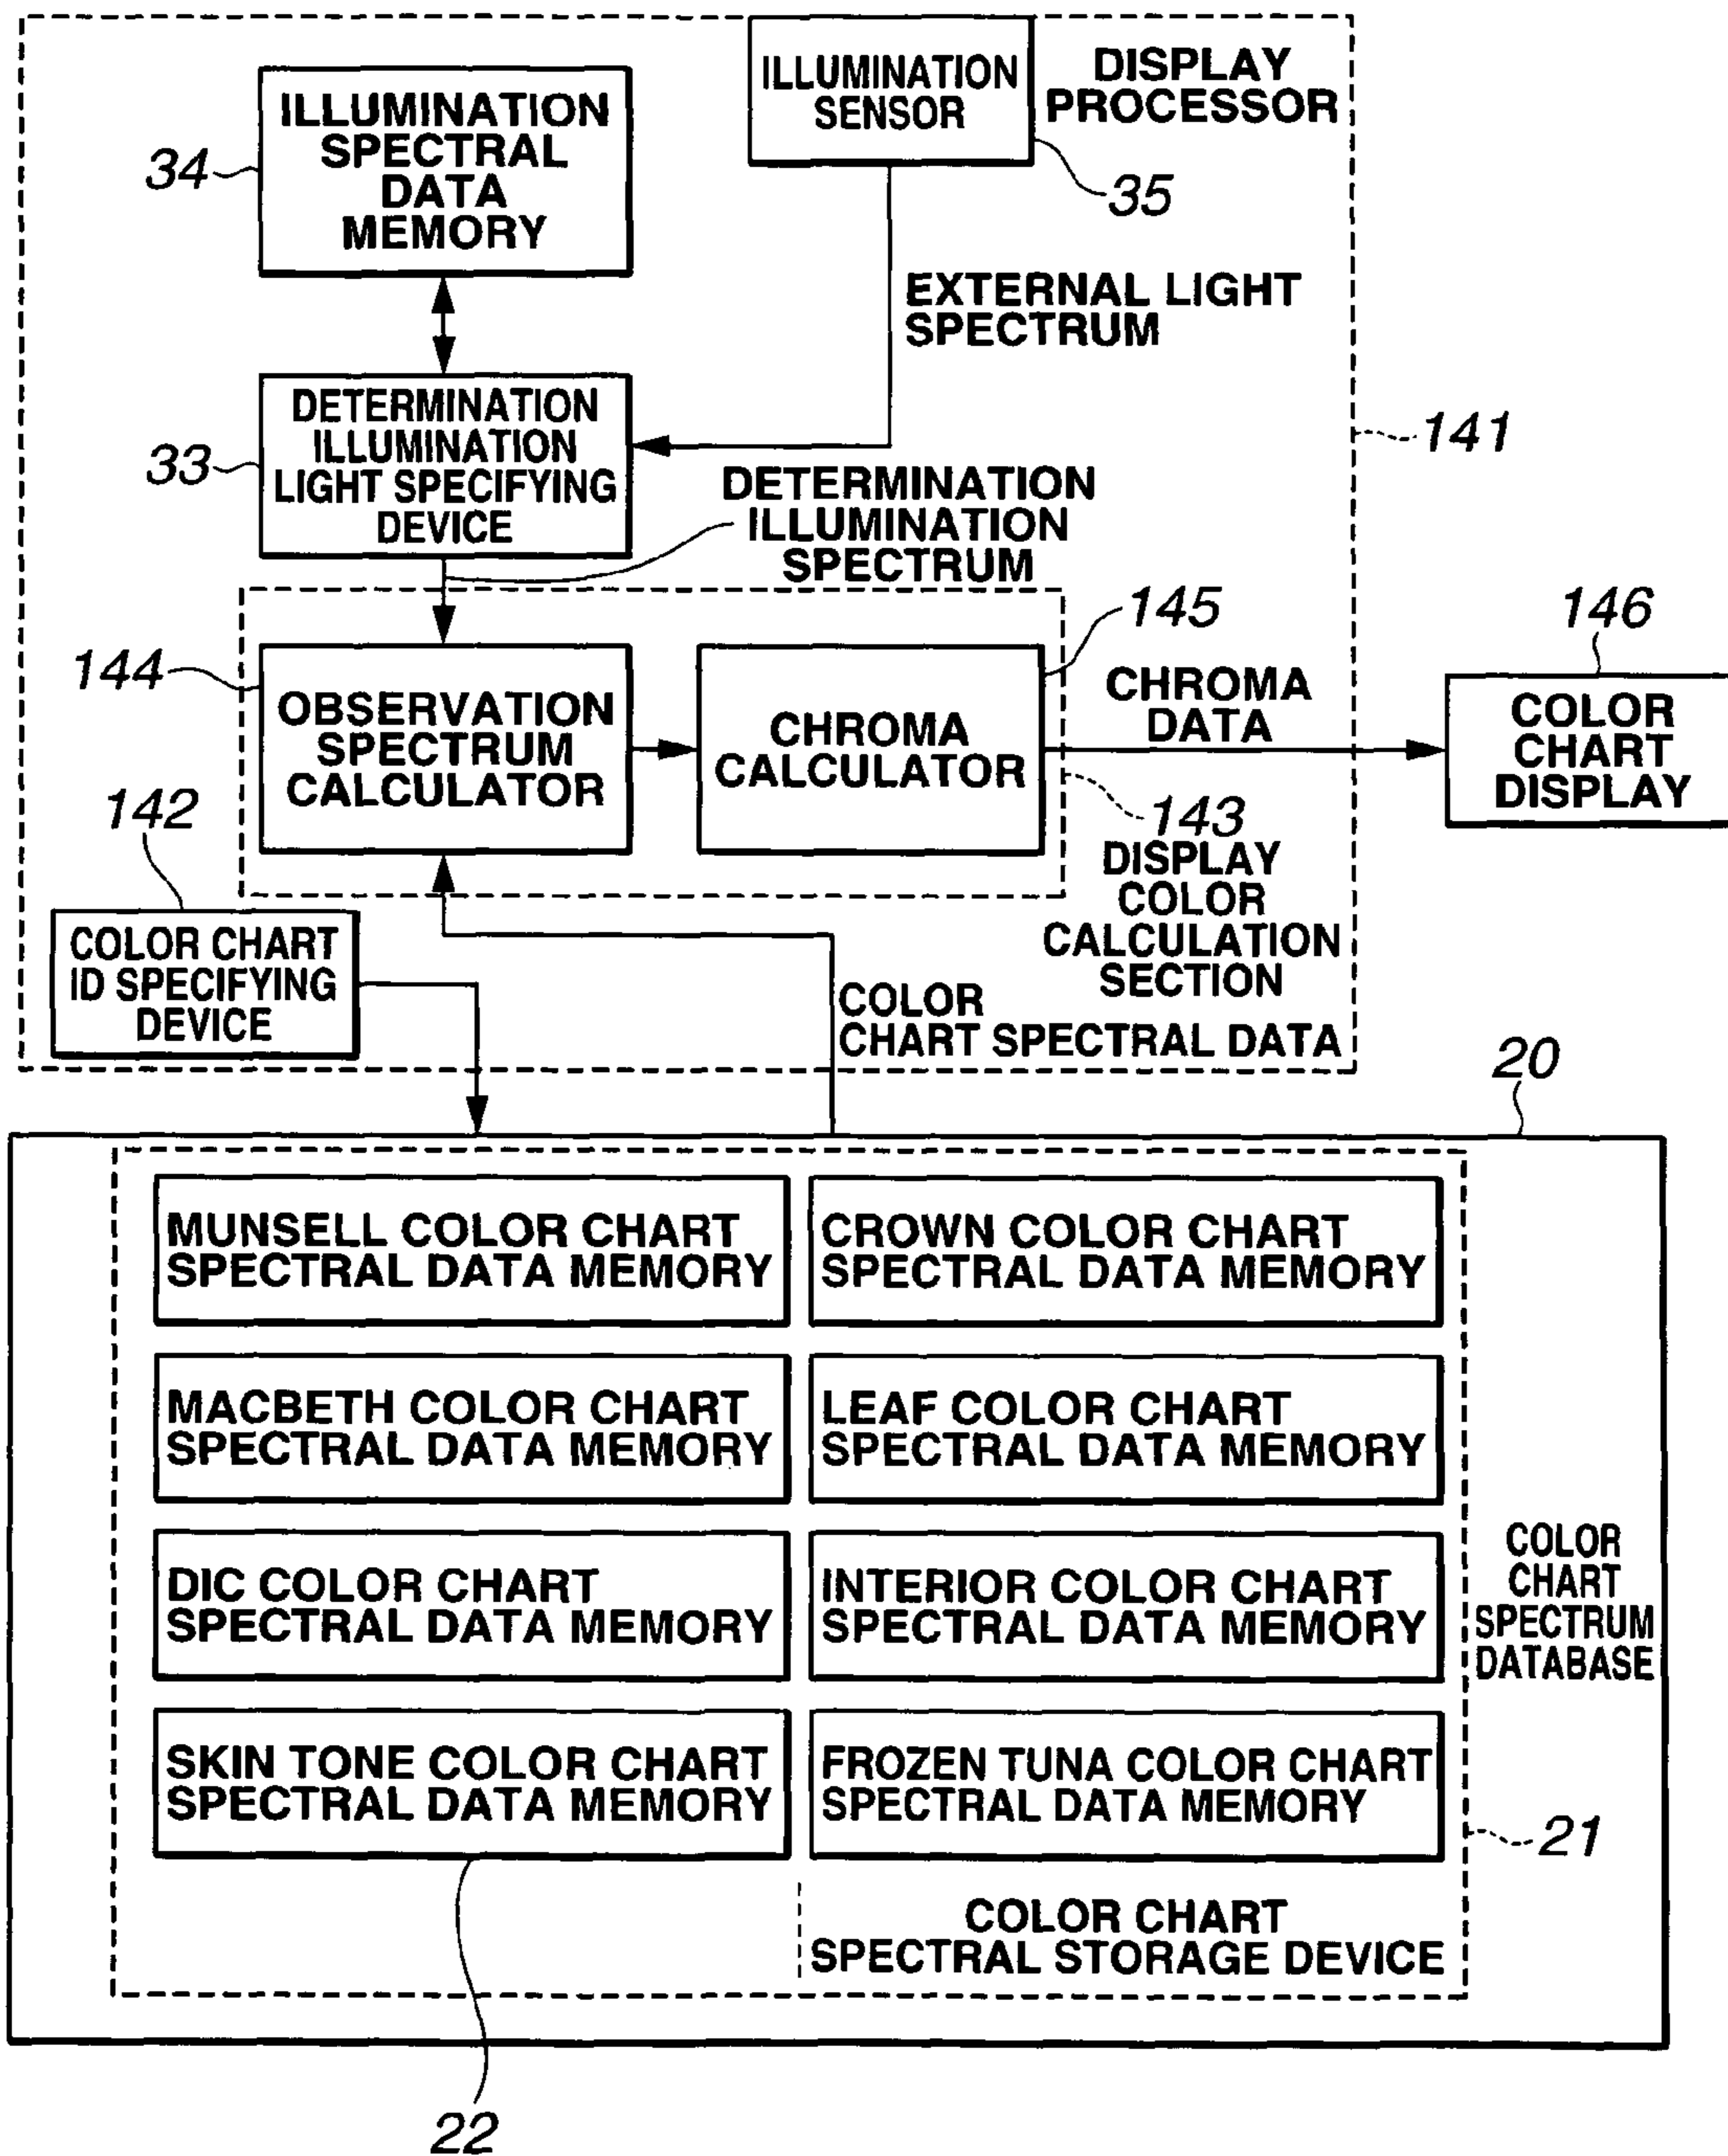 ILLUMINATION
SENSOR
DISPLAY
PROCESSOR
ILLUMINATION
SPECTRAL
DATA
MEMORY
34
35
EXTERNAL LIGHT
SPECTRUM
DETERMINATION
ILLUMINATION
LIGHT SPECIFYING
DEVICE
33
141
DETERMINATION
ILLUMINATION
SPECTRUM
144
145
146
OBSERVATION
SPECTRUM
CALCULATOR
CHROMA
CALCULATOR
CHROMA
DATA
COLOR
CHART
DISPLAY
142
143
DISPLAY
COLOR
CALCULATION
SECTION
COLOR CHART
ID SPECIFYING
DEVICE
COLOR
CHART SPECTRAL DATA
20
MUNSELL COLOR CHART
SPECTRAL DATA MEMORY
CROWN COLOR CHART
SPECTRAL DATA MEMORY
MACBETH COLOR CHART
SPECTRAL DATA MEMORY
LEAF COLOR CHART
SPECTRAL DATA MEMORY
DIC COLOR CHART
SPECTRAL DATA MEMORY
INTERIOR COLOR CHART
SPECTRAL DATA MEMORY
COLOR
CHART
SPECTRUM
DATABASE
SKIN TONE COLOR CHART
SPECTRAL DATA MEMORY
FROZEN TUNA COLOR CHART
SPECTRAL DATA MEMORY
21
COLOR CHART
SPECTRAL STORAGE DEVICE
22